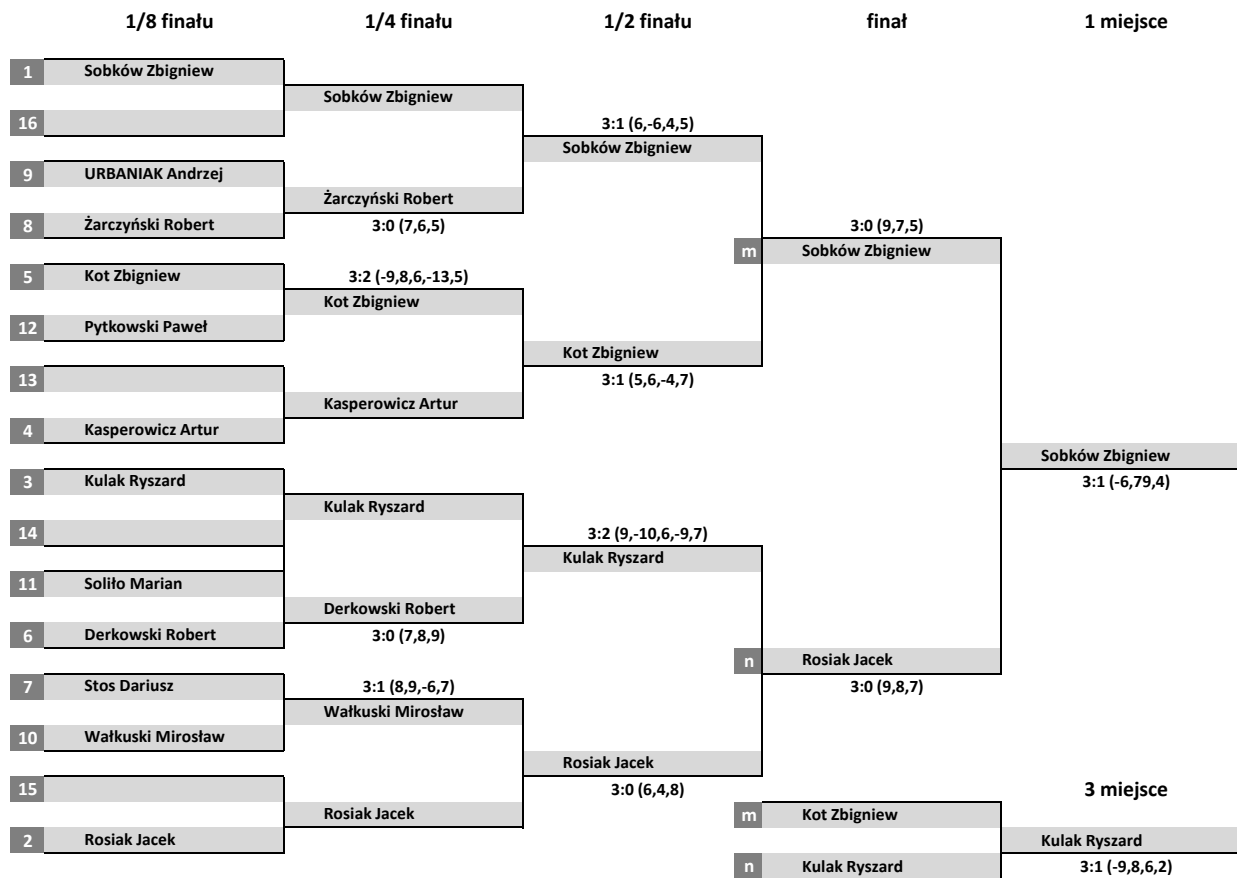 1/8 finału 1/4 finału 1/2 finału finał 1 miejsce
1 Sobków Zbigniew
Sobków Zbigniew
16 3:1 (6,-6,4,5)
Sobków Zbigniew
9 URBANIAK Andrzej
Żarczyński Robert
8 Żarczyński Robert 3:0 (7,6,5) 3:0 (9,7,5)
m Sobków Zbigniew
5 Kot Zbigniew 3:2 (-9,8,6,-13,5)
Kot Zbigniew
12 Pytkowski Paweł
Kot Zbigniew
13 3:1 (5,6,-4,7)
Kasperowicz Artur
4 Kasperowicz Artur
Sobków Zbigniew
3 Kulak Ryszard 3:1 (-6,79,4)
Kulak Ryszard
14 3:2 (9,-10,6,-9,7)
Kulak Ryszard
11 Soliło Marian
Derkowski Robert
6 Derkowski Robert 3:0 (7,8,9)
n Rosiak Jacek
7 Stos Dariusz 3:1 (8,9,-6,7) 3:0 (9,8,7)
Wałkuski Mirosław
10 Wałkuski Mirosław
Rosiak Jacek
15 3:0 (6,4,8) 3 miejsce
Rosiak Jacek m Kot Zbigniew
2 Rosiak Jacek Kulak Ryszard
n Kulak Ryszard 3:1 (-9,8,6,2)